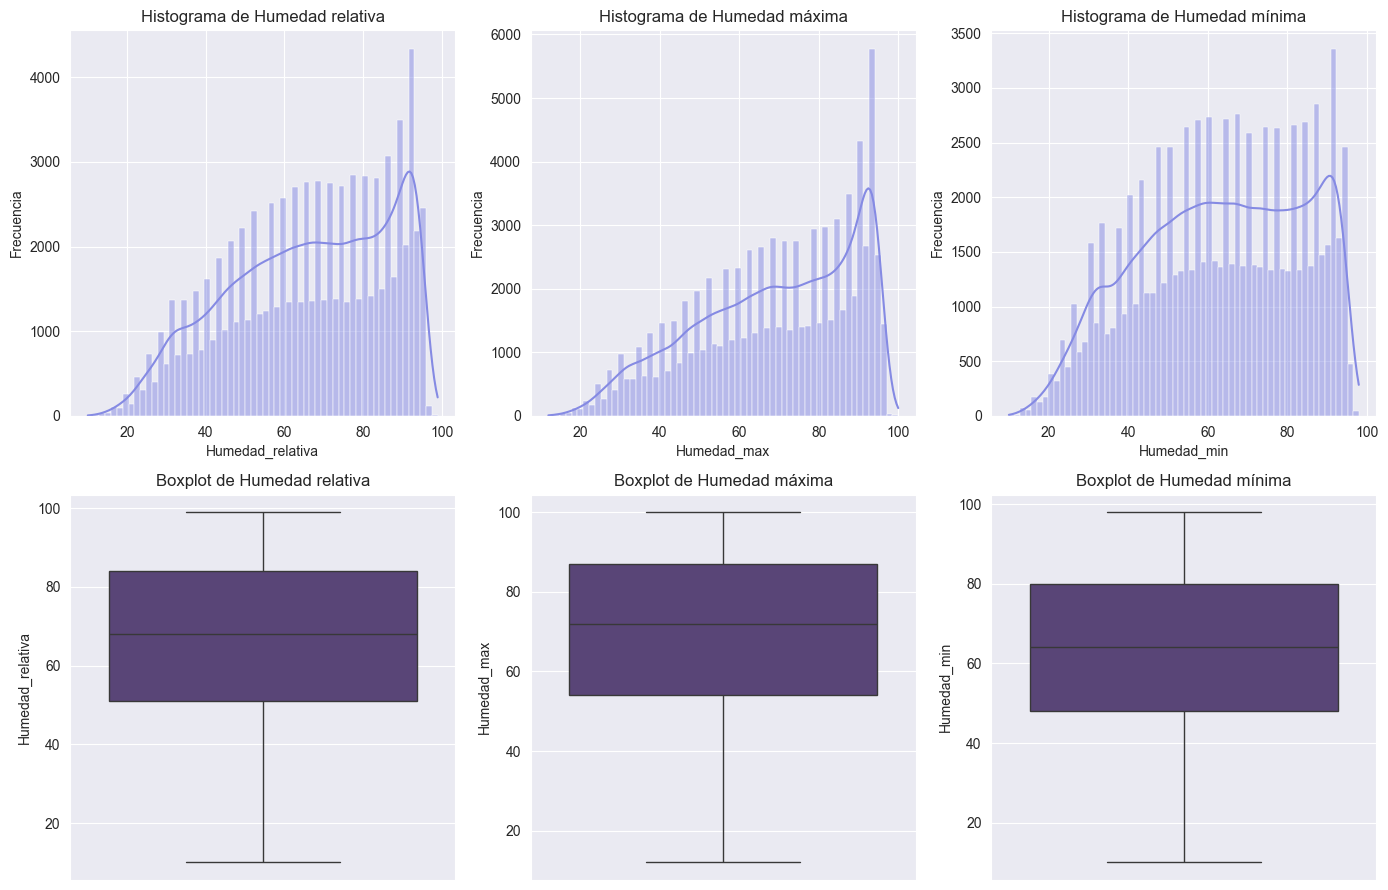 Histograma de Humedad relativa
Histograma de Humedad máxima
Histograma de Humedad mínima
Frecuencia
4000
3000
2000
1000
0
20 40 60 80 100
Humedad_relativa
Frecuencia
6000
5000
4000
3000
2000
1000
0
20 40 60 80 100
Humedad_max
Frecuencia
3500
3000
2500
2000
1500
1000
500
0
20 40 60 80 100
Humedad_min
Boxplot de Humedad relativa
Boxplot de Humedad máxima
Boxplot de Humedad mínima
Humedad_relativa
100
80
60
40
20
Humedad_max
100
80
60
40
20
Humedad_min
100
80
60
40
20